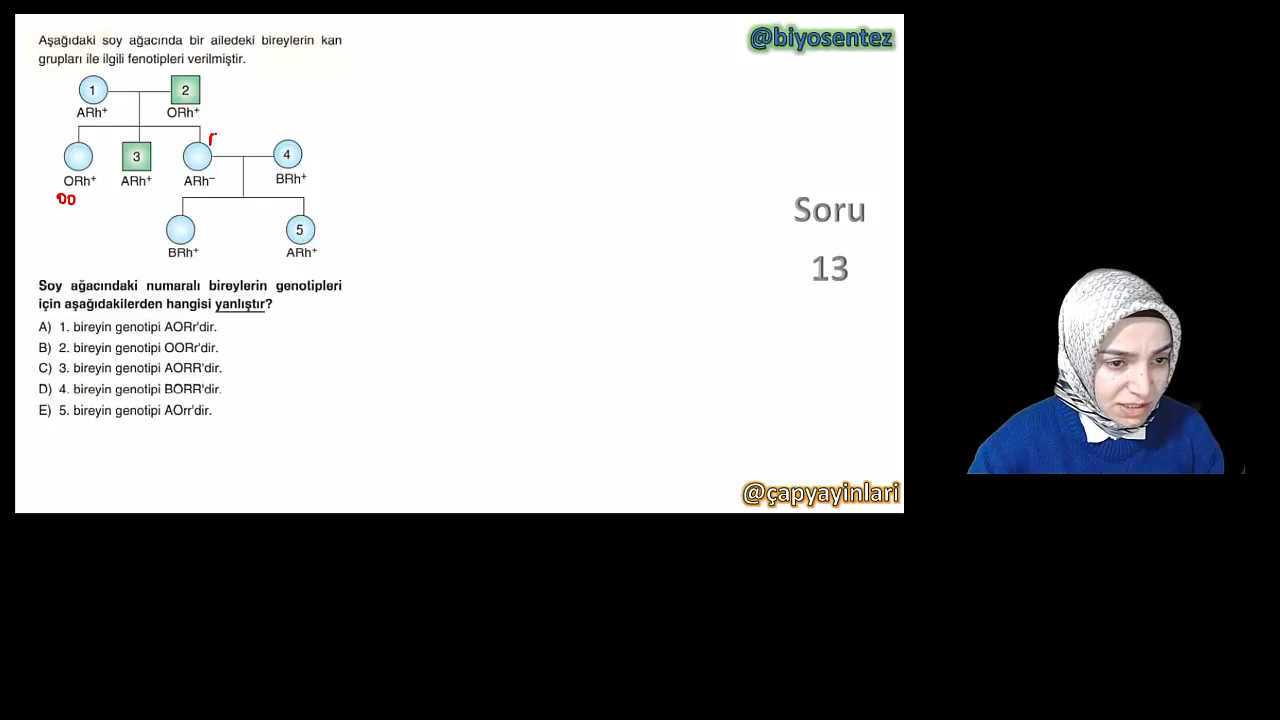 @biyosentez
Aşağıdaki soy ağacında bir ailedeki bireylerin kan
grupları ile ilgili fenotipleri verilmiştir.
1
2
ARh⁺
ORh⁺
r
3
4
ORh⁺
ARh⁺
ARh⁻
BRh⁺
OO
5
BRh⁺
ARh⁺
Soy ağacındaki numaralı bireylerin genotipleri
için aşağıdakilerden hangisi yanlıştır?
A) 1. bireyin genotipi AORr'dir.
B) 2. bireyin genotipi OORr'dir.
C) 3. bireyin genotipi AORR'dir.
D) 4. bireyin genotipi BORR'dir.
E) 5. bireyin genotipi AOrr'dir.
Soru
13
@çapyayinlari